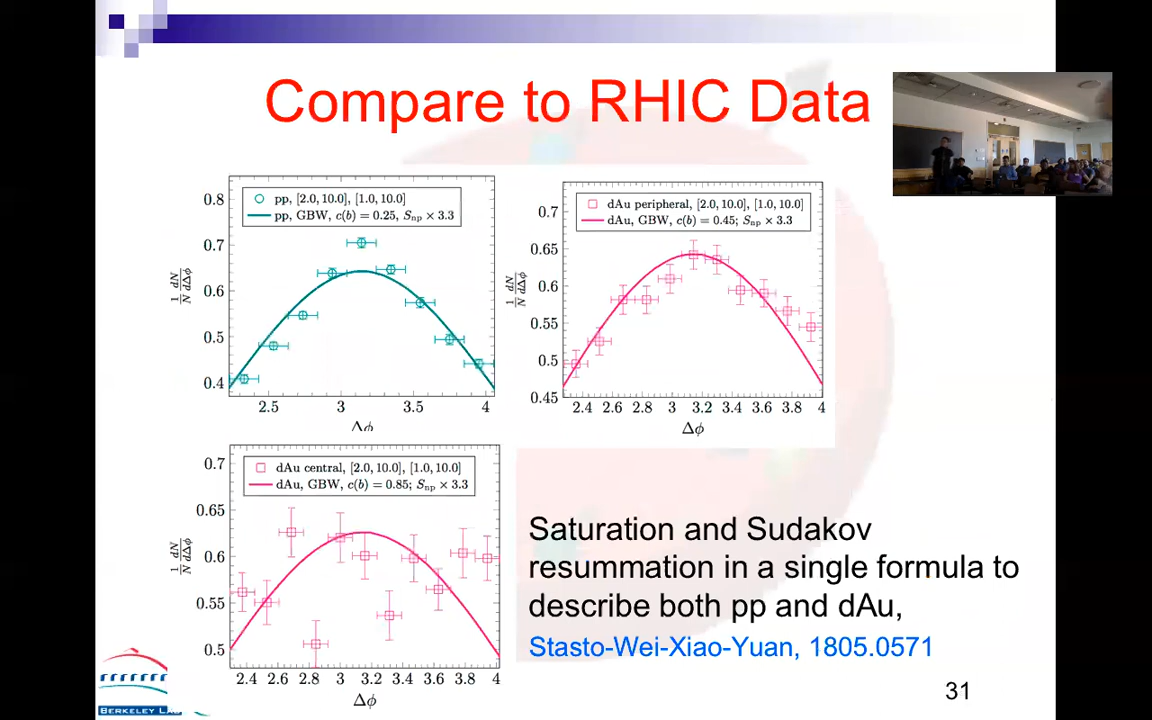 Compare to RHIC Data
pp, [2.0, 10.0], [1.0, 10.0]
pp, GBW, c(b) = 0.25, Snp × 3.3
0.8
0.7
0.6
0.5
0.4
1/N dN/dΔϕ
2.5 3 3.5 4
Δϕ
dAu peripheral, [2.0, 10.0], [1.0, 10.0]
dAu, GBW, c(b) = 0.45; Snp × 3.3
0.7
0.65
0.6
0.55
0.5
0.45
1/N dN/dΔϕ
2.4 2.6 2.8 3 3.2 3.4 3.6 3.8 4
Δϕ
dAu central, [2.0, 10.0], [1.0, 10.0]
dAu, GBW, c(b) = 0.85; Snp × 3.3
0.7
0.65
0.6
0.55
0.5
1/N dN/dΔϕ
2.4 2.6 2.8 3 3.2 3.4 3.6 3.8 4
Δϕ
Saturation and Sudakov
resummation in a single formula to
describe both pp and dAu,
Stasto-Wei-Xiao-Yuan, 1805.0571
31
BERKELEY LAB